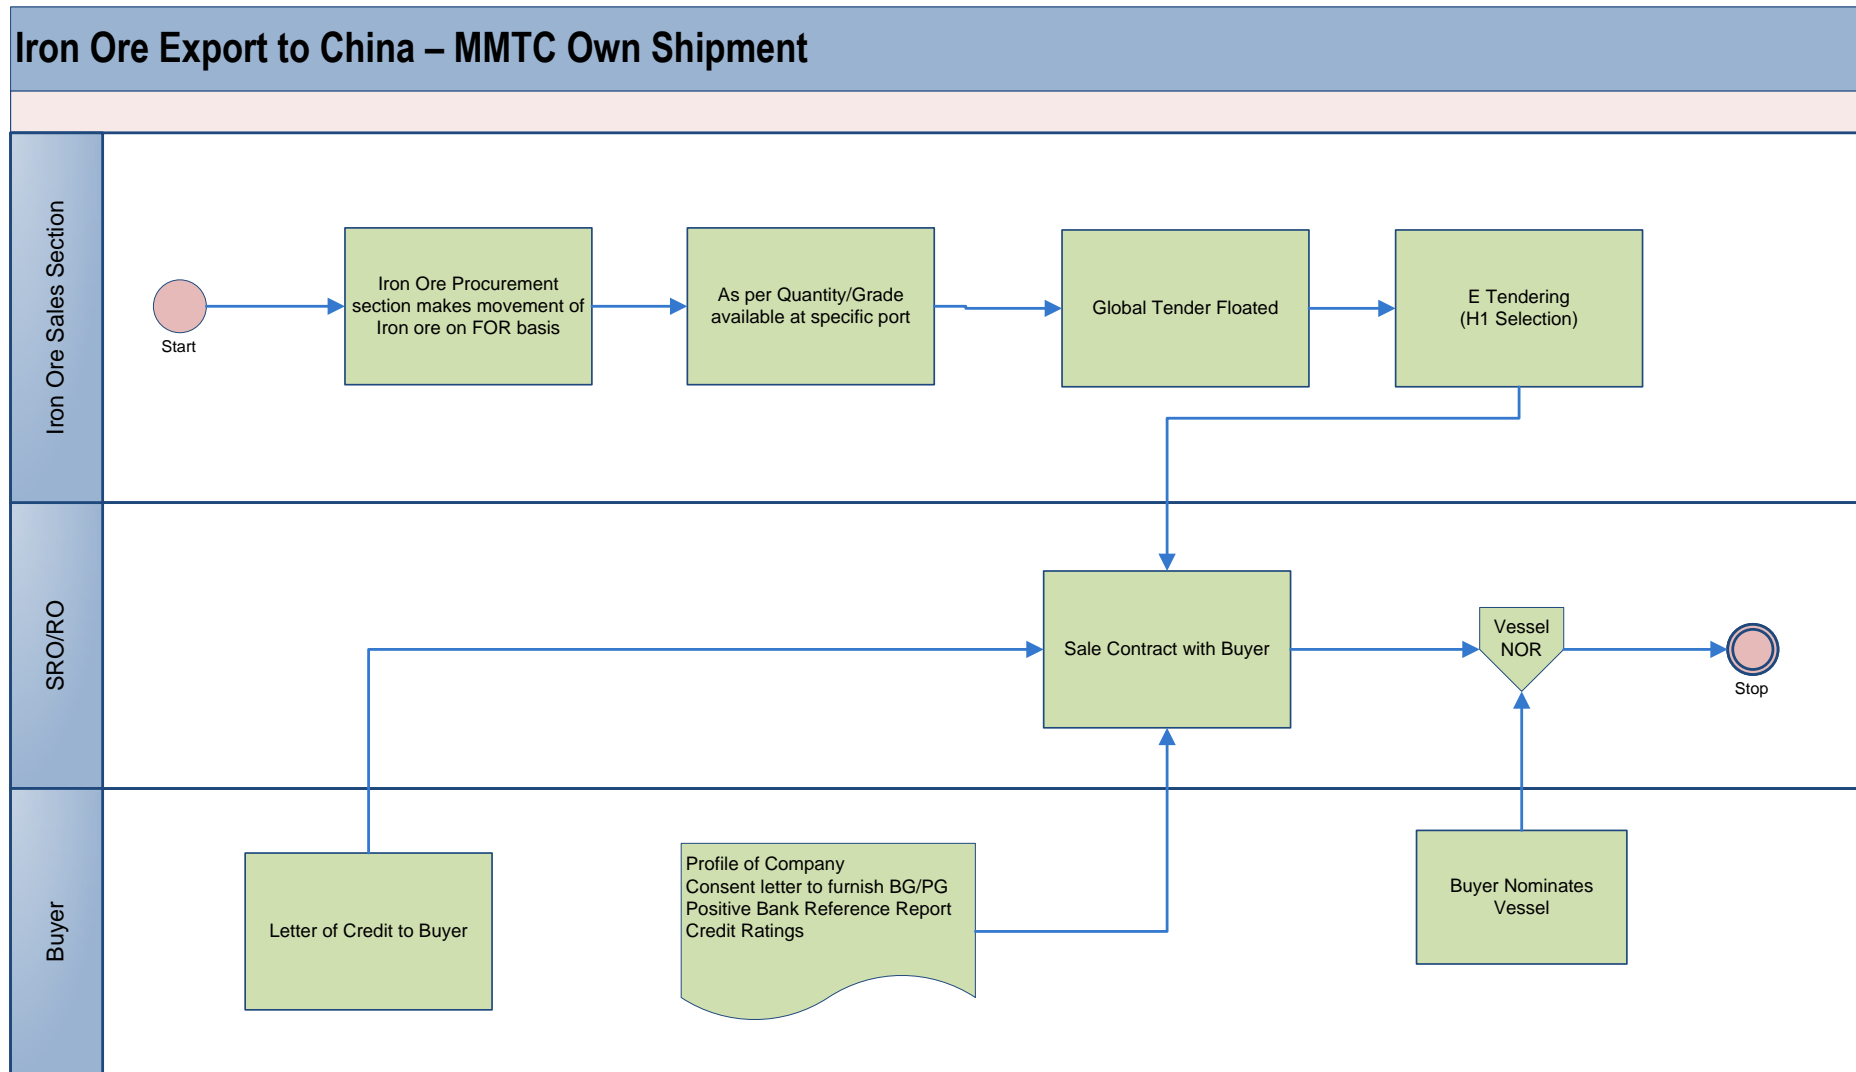 Iron Ore Export to China – MMTC Own Shipment
Iron Ore Sales Section
Start
Iron Ore Procurement
section makes movement of
Iron ore on FOR basis
As per Quantity/Grade
available at specific port
Global Tender Floated
E Tendering
(H1 Selection)
SRO/RO
Sale Contract with Buyer
Vessel
NOR
Stop
Buyer
Letter of Credit to Buyer
Profile of Company
Consent letter to furnish BG/PG
Positive Bank Reference Report
Credit Ratings
Buyer Nominates
Vessel